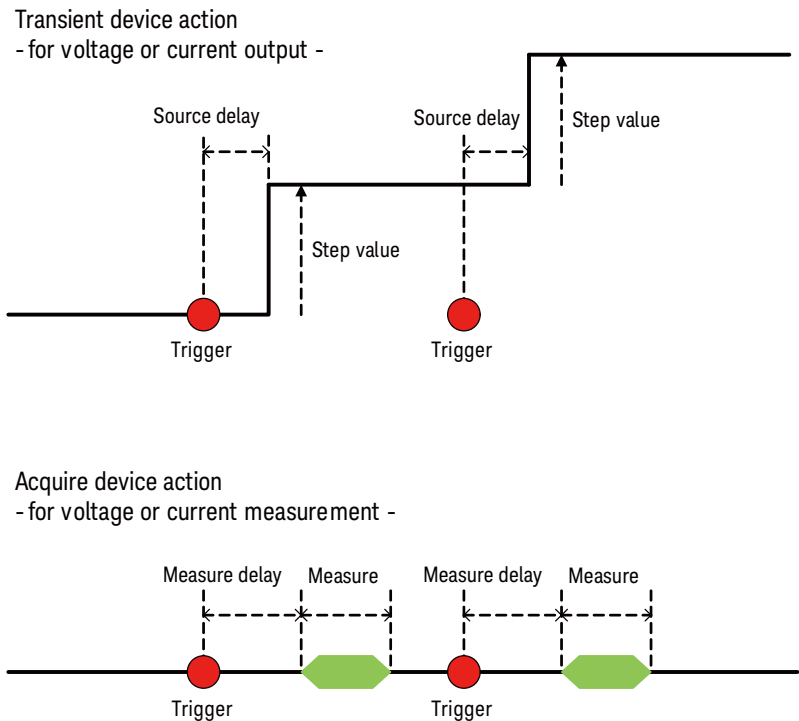 Transient device action
- for voltage or current output -
Source delay
Source delay
Step value
Step value
Trigger
Trigger
Acquire device action
- for voltage or current measurement -
Measure delay
Measure
Measure delay
Measure
Trigger
Trigger